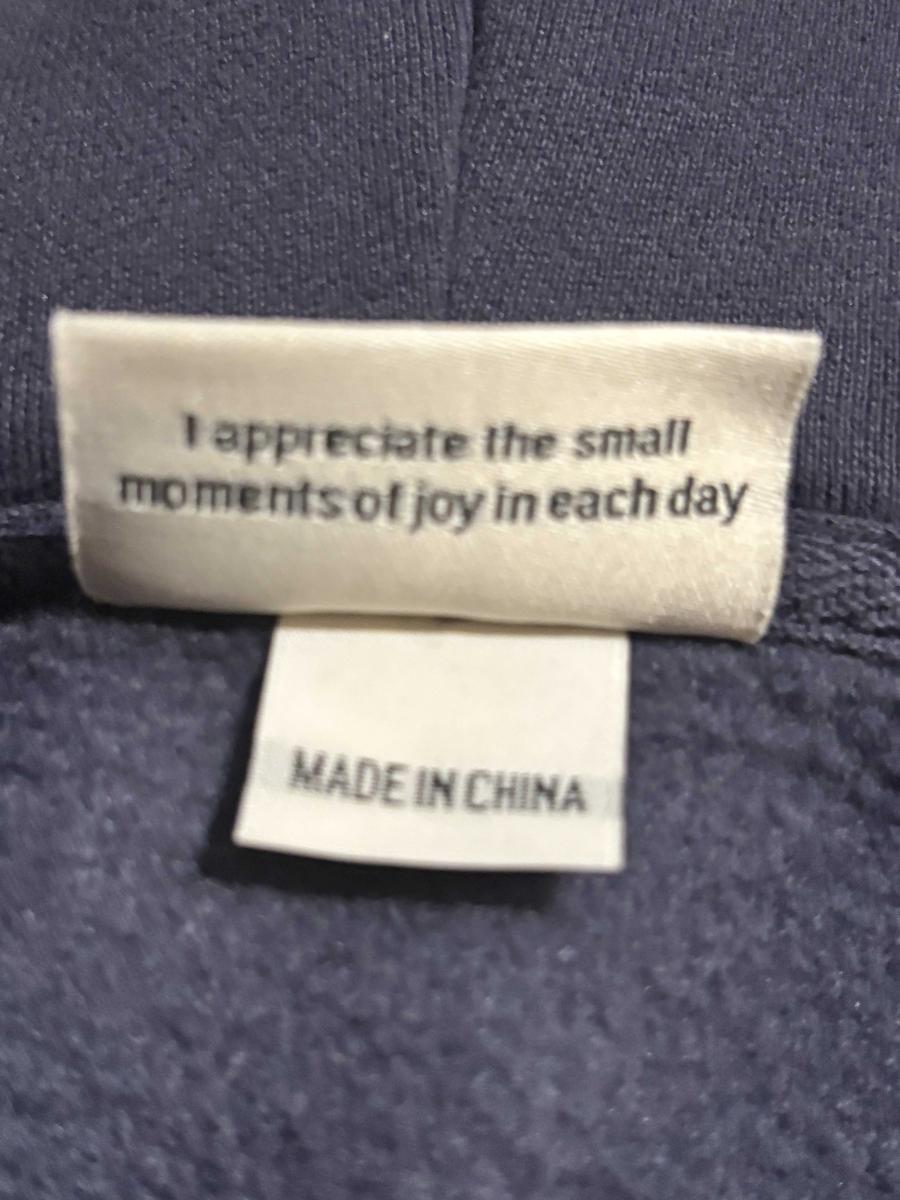 I appreciate the small
moments of joy in each day
MADE IN CHINA